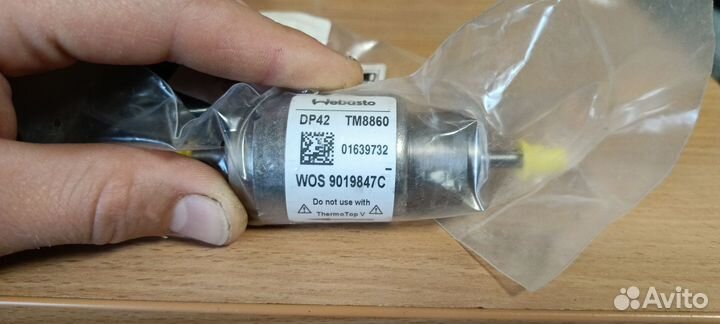 Webasto
DP42 TM8860
01639732
WOS 9019847C
Do not use with
ThermoTop V
Avito